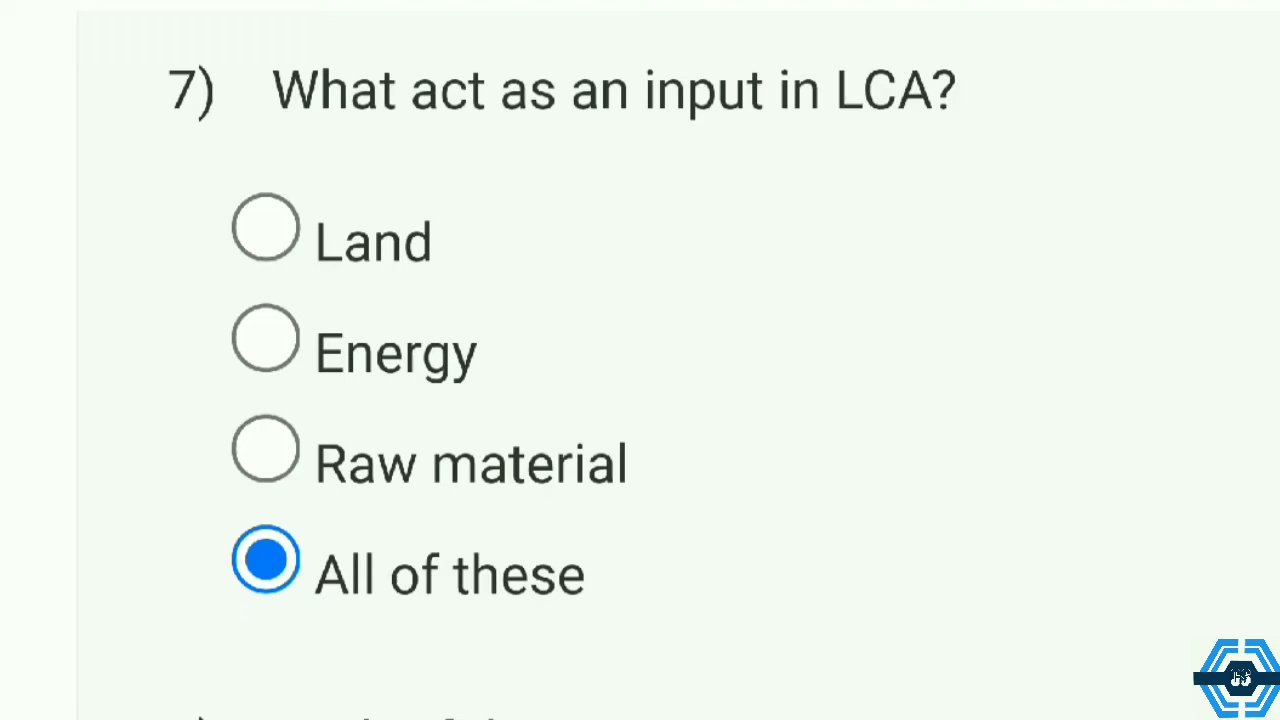 7) What act as an input in LCA?
Land
Energy
Raw material
All of these